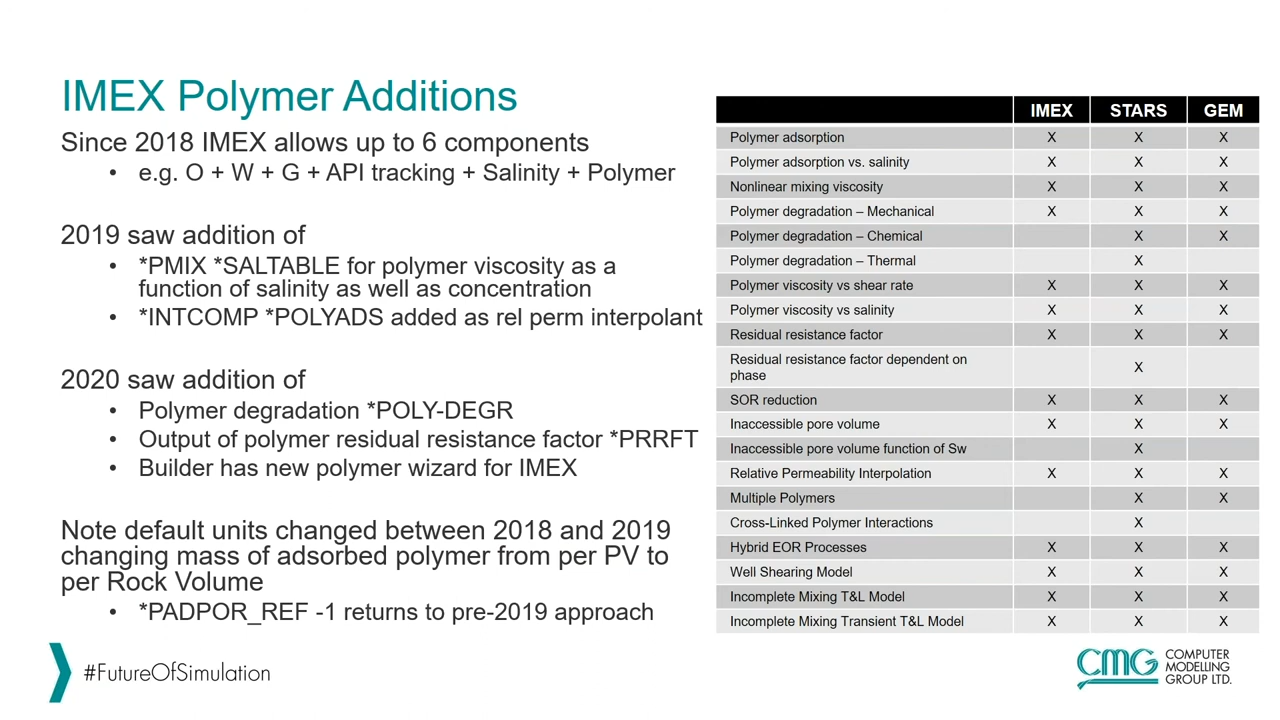 IMEX Polymer Additions
Since 2018 IMEX allows up to 6 components
• e.g. O + W + G + API tracking + Salinity + Polymer
2019 saw addition of
• *PMIX *SALTABLE for polymer viscosity as a
function of salinity as well as concentration
• *INTCOMP *POLYADS added as rel perm interpolant
2020 saw addition of
• Polymer degradation *POLY-DEGR
• Output of polymer residual resistance factor *PRRFT
• Builder has new polymer wizard for IMEX
Note default units changed between 2018 and 2019
changing mass of adsorbed polymer from per PV to
per Rock Volume
• *PADPOR_REF -1 returns to pre-2019 approach
IMEX STARS GEM
Polymer adsorption X X X
Polymer adsorption vs. salinity X X X
Nonlinear mixing viscosity X X X
Polymer degradation – Mechanical X X X
Polymer degradation – Chemical X X
Polymer degradation – Thermal X
Polymer viscosity vs shear rate X X X
Polymer viscosity vs salinity X X X
Residual resistance factor X X X
Residual resistance factor dependent on
phase X
SOR reduction X X X
Inaccessible pore volume X X X
Inaccessible pore volume function of Sw X
Relative Permeability Interpolation X X X
Multiple Polymers X X
Cross-Linked Polymer Interactions X
Hybrid EOR Processes X X X
Well Shearing Model X X X
Incomplete Mixing T&L Model X X X
Incomplete Mixing Transient T&L Model X X X
#FutureOfSimulation
CMG
COMPUTER
MODELLING
GROUP LTD.